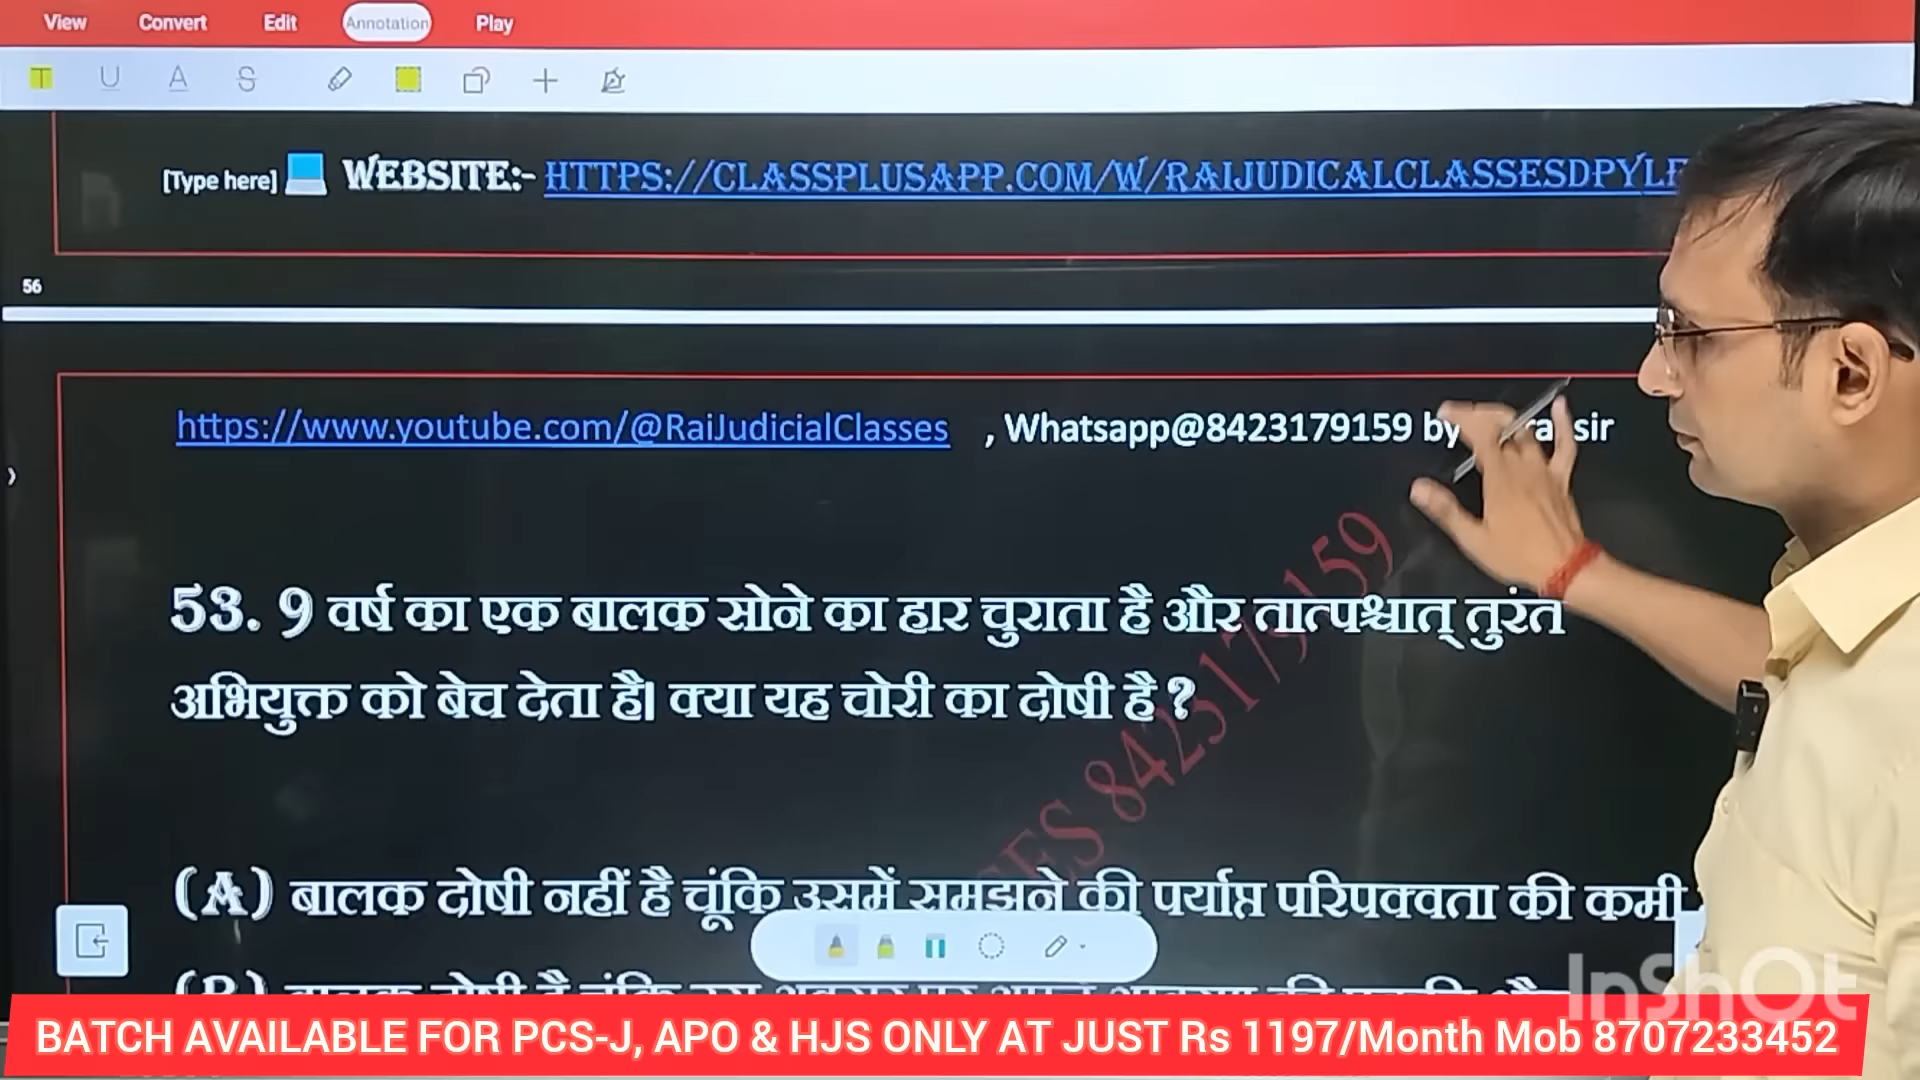 View Convert Edit Annotation Play
T U A S
[Type here] WEBSITE:- HTTPS://CLASSPLUSAPP.COM/W/RAIJUDICALCLASSESDPYLE
56
https://www.youtube.com/@RaiJudicialClasses , Whatsapp@8423179159 by sir
53. 9 वर्ष का एक बालक सोने का हार चुराता है और तात्पश्चात् तुरंत
अभियुक्त को बेच देता है। क्या यह चोरी का दोषी है ?
8423179159
(A) बालक दोषी नहीं है चूंकि उसमें समझने की पर्याप्त परिपक्वता की कमी
(B) बालक दोषी है चूंकि
InShOt
BATCH AVAILABLE FOR PCS-J, APO & HJS ONLY AT JUST Rs 1197/Month Mob 8707233452